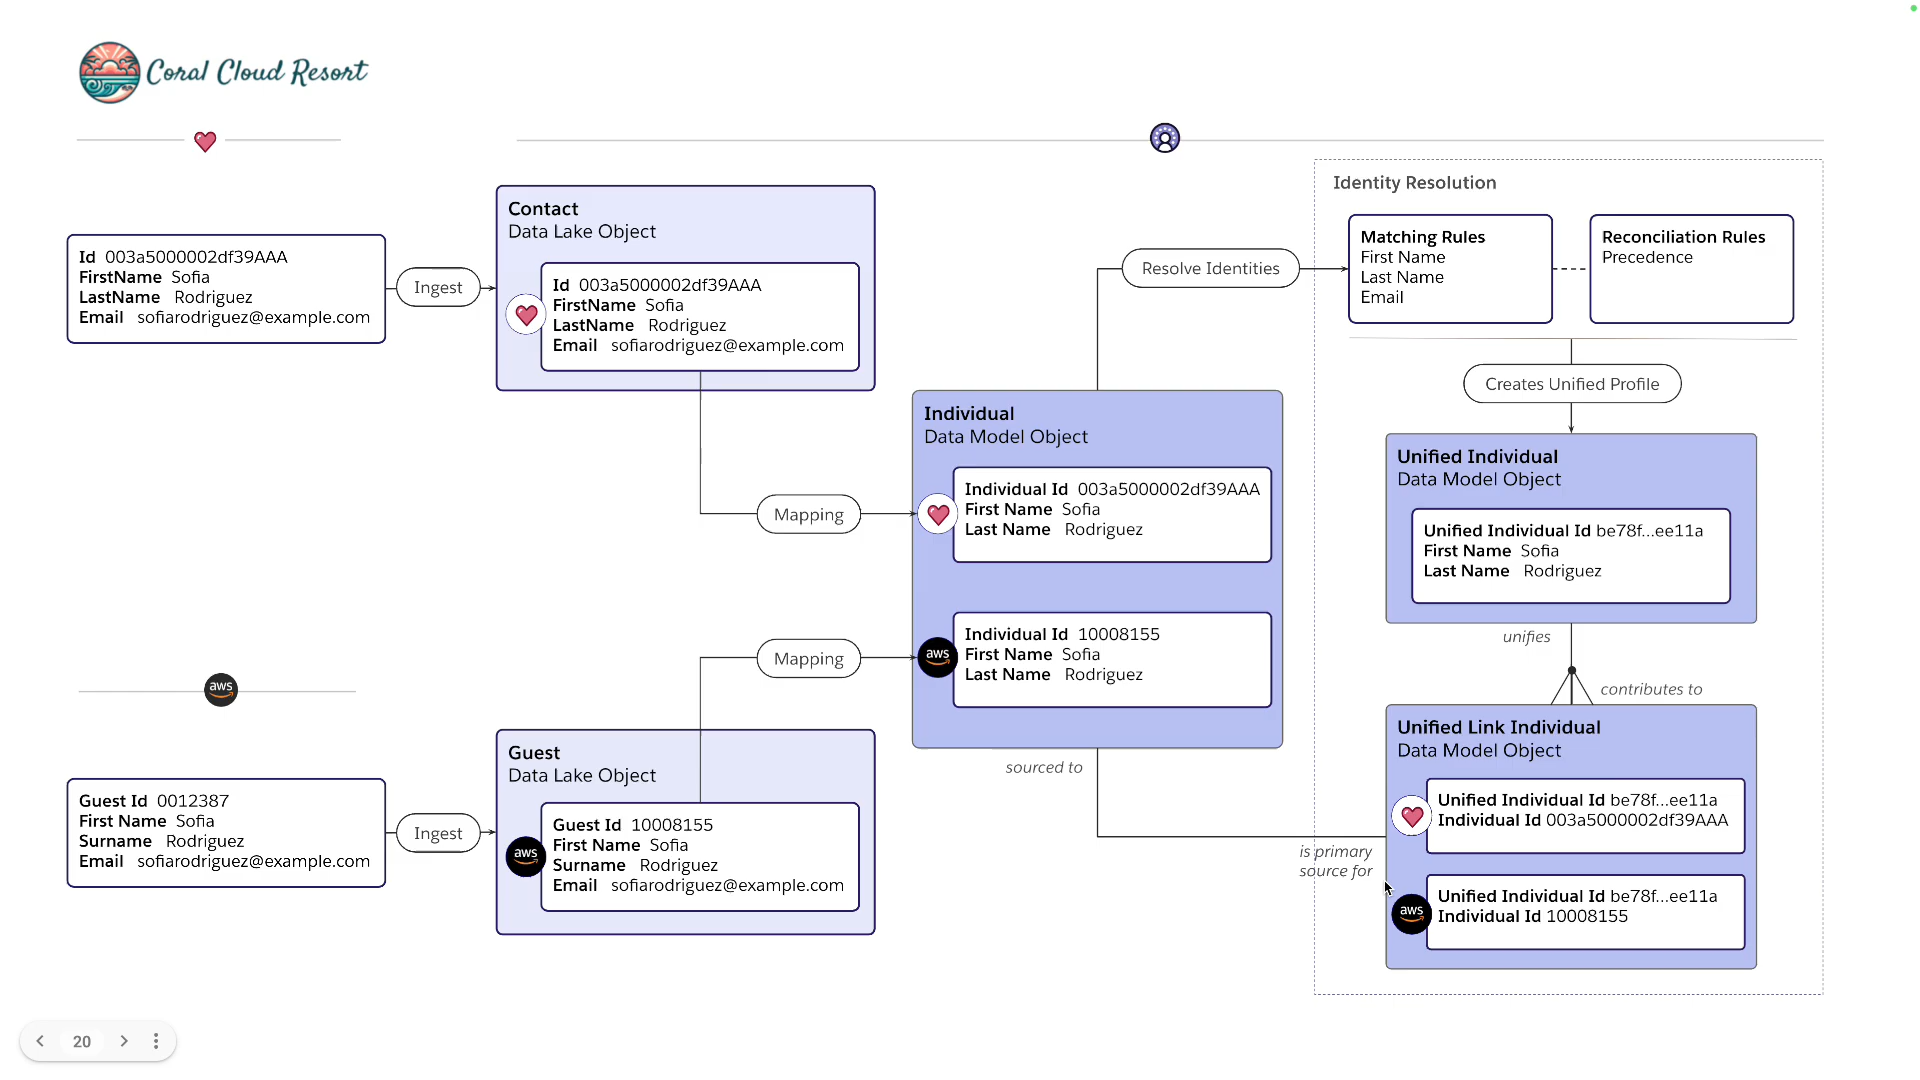 Coral Cloud Resort
Id 003a5000002df39AAA
FirstName Sofia
LastName Rodriguez
Email sofiarodriguez@example.com
Ingest
Contact
Data Lake Object
Id 003a5000002df39AAA
FirstName Sofia
LastName Rodriguez
Email sofiarodriguez@example.com
Mapping
aws
Guest Id 0012387
First Name Sofia
Surname Rodriguez
Email sofiarodriguez@example.com
Ingest
Guest
Data Lake Object
aws
Guest Id 10008155
First Name Sofia
Surname Rodriguez
Email sofiarodriguez@example.com
Mapping
Individual
Data Model Object
Individual Id 003a5000002df39AAA
First Name Sofia
Last Name Rodriguez
aws
Individual Id 10008155
First Name Sofia
Last Name Rodriguez
sourced to
is primary
source for
Resolve Identities
Identity Resolution
Matching Rules
First Name
Last Name
Email
Reconciliation Rules
Precedence
Creates Unified Profile
Unified Individual
Data Model Object
Unified Individual Id be78f...ee11a
First Name Sofia
Last Name Rodriguez
unifies
contributes to
Unified Link Individual
Data Model Object
Unified Individual Id be78f...ee11a
Individual Id 003a5000002df39AAA
aws
Unified Individual Id be78f...ee11a
Individual Id 10008155
20